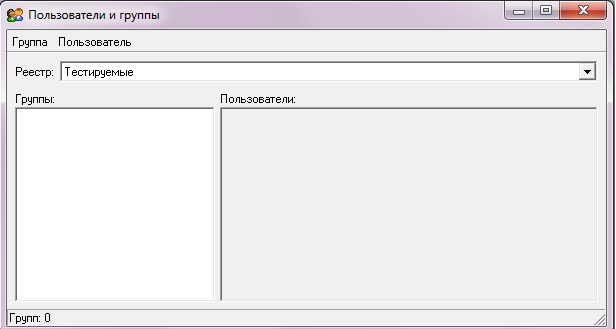 Пользователи и группы
Группа Пользователь
Реестр: Тестируемые
Группы: Пользователи:
Групп: 0